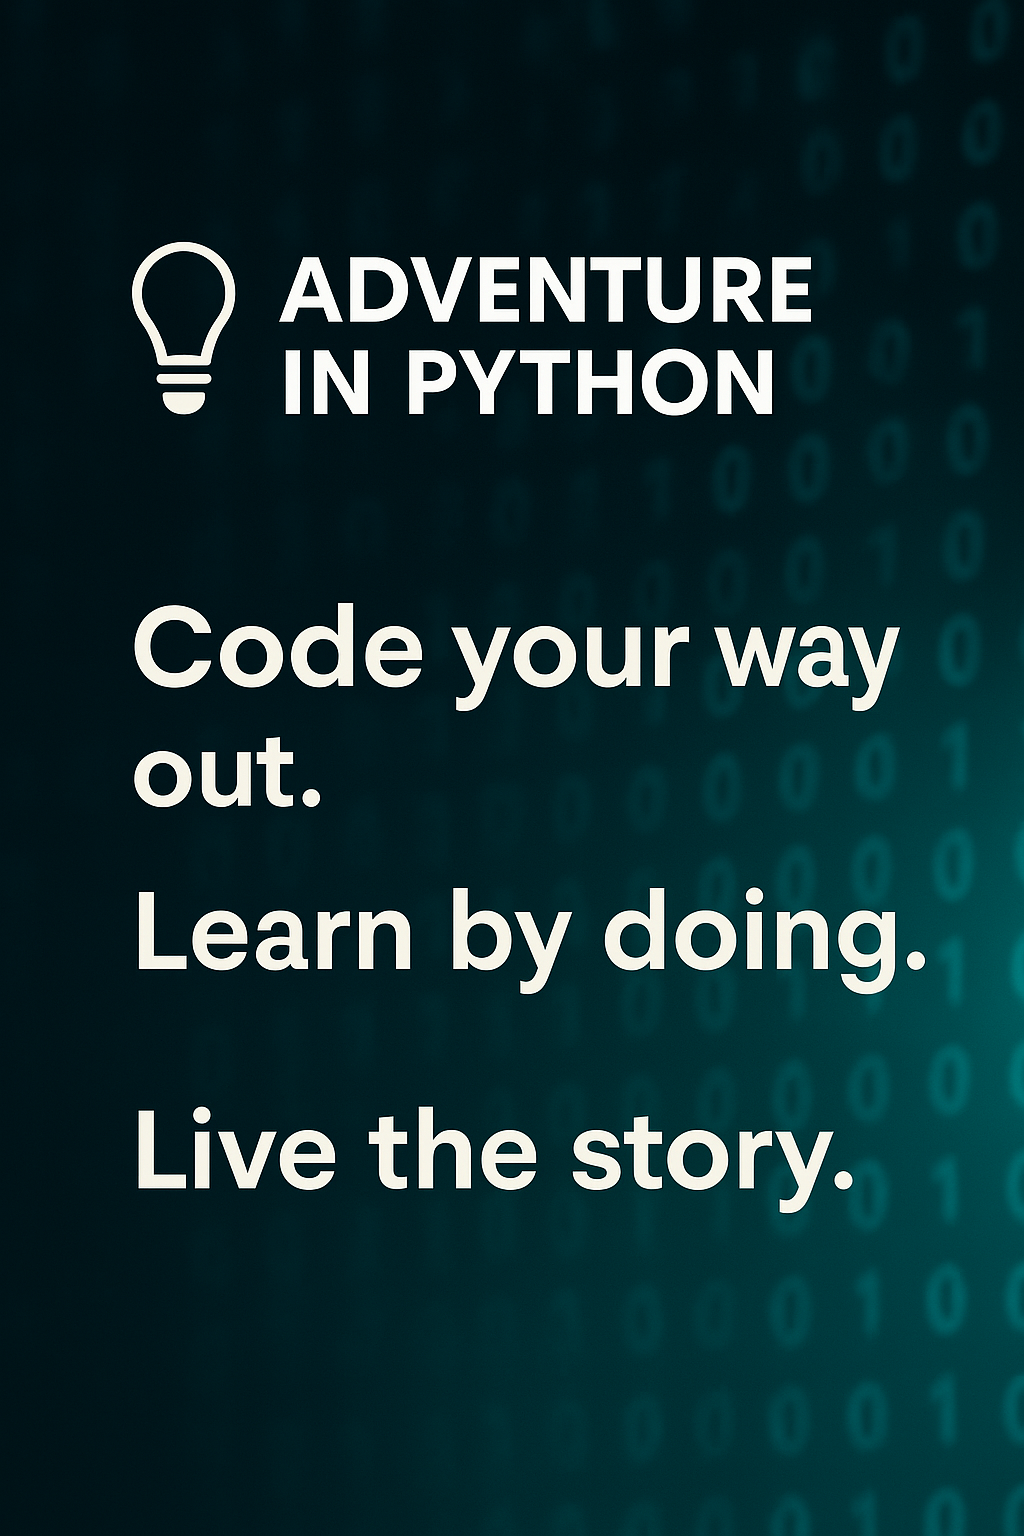 ADVENTURE
IN PYTHON
Code your way
out.
Learn by doing.
Live the story.